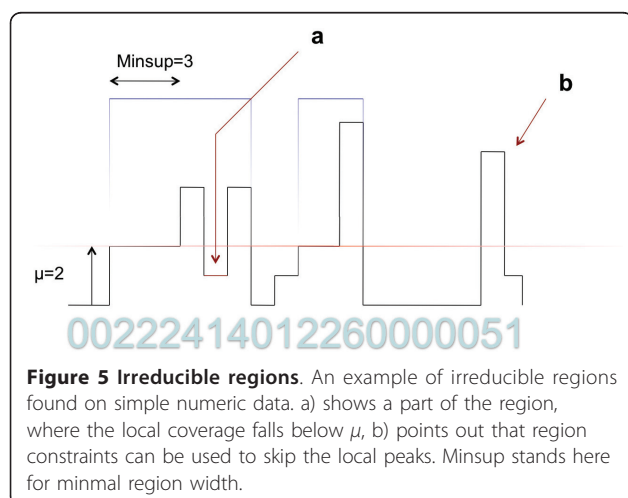 a
Minsup=3
b
μ=2
00222414012260000051
Figure 5 Irreducible regions. An example of irreducible regions
found on simple numeric data. a) shows a part of the region,
where the local coverage falls below μ, b) points out that region
constraints can be used to skip the local peaks. Minsup stands here
for minmal region width.